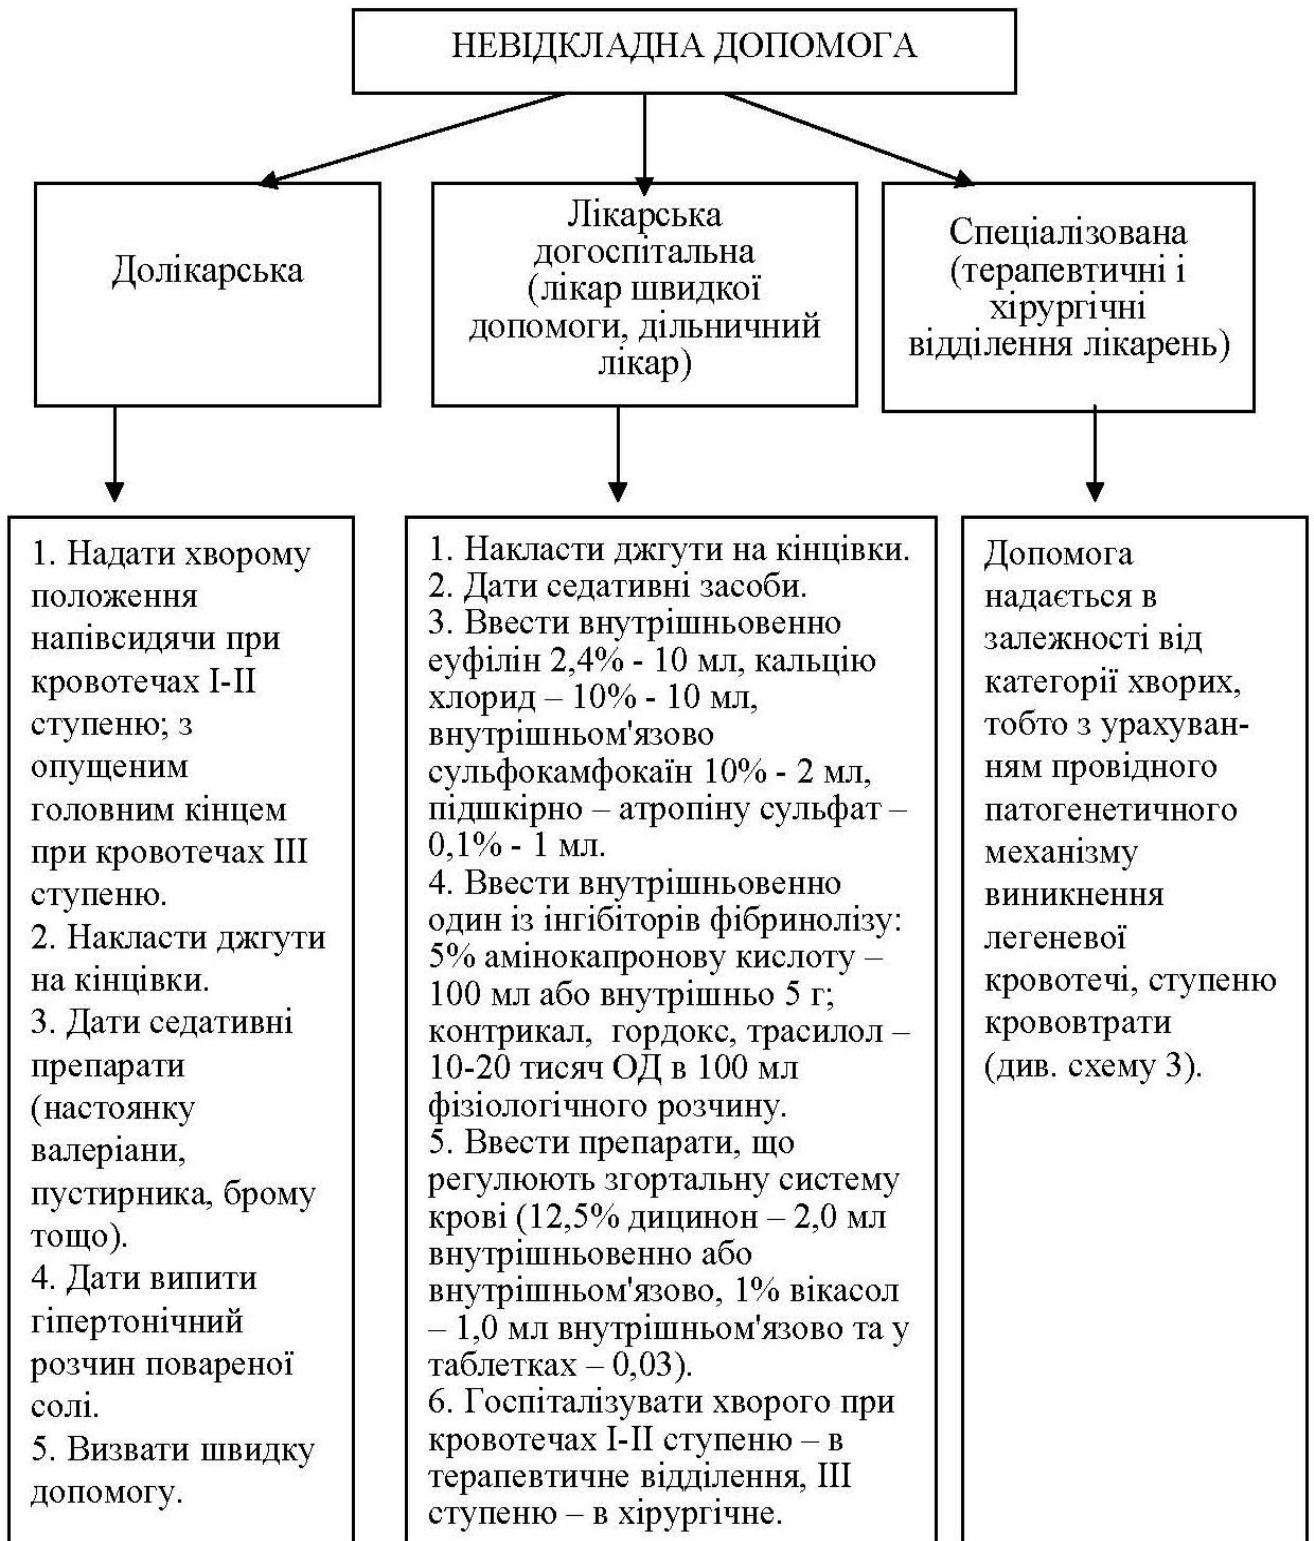 НЕВІДКЛАДНА ДОПОМОГА
Долікарська
Лікарська
догоспітальна
(лікар швидкої
допомоги, дільничний
лікар)
Спеціалізована
(терапевтичні і
хірургічні
відділення лікарень)
1. Надати хворому
положення
напівсидячи при
кровотечах І-ІІ
ступеню; з
опущеним
головним кінцем
при кровотечах ІІІ
ступеню.
2. Накласти джгути
на кінцівки.
3. Дати седативні
препарати
(настоянку
валеріани,
пустирника, брому
тощо).
4. Дати випити
гіпертонічний
розчин повареної
солі.
5. Визвати швидку
допомогу.
1. Накласти джгути на кінцівки.
2. Дати седативні засоби.
3. Ввести внутрішньовенно
еуфілін 2,4% - 10 мл, кальцію
хлорид – 10% - 10 мл,
внутрішньом'язово
сульфокамфокаїн 10% - 2 мл,
підшкірно – атропіну сульфат –
0,1% - 1 мл.
4. Ввести внутрішньовенно
один із інгібіторів фібринолізу:
5% амінокапронову кислоту –
100 мл або внутрішньо 5 г;
контрикал, гордокс, трасилол –
10-20 тисяч ОД в 100 мл
фізіологічного розчину.
5. Ввести препарати, що
регулюють згортальну систему
крові (12,5% дицинон – 2,0 мл
внутрішньовенно або
внутрішньом'язово, 1% вікасол
– 1,0 мл внутрішньом'язово та у
таблетках – 0,03).
6. Госпіталізувати хворого при
кровотечах І-ІІ ступеню – в
терапевтичне відділення, ІІІ
ступеню – в хірургічне.
Допомога
надається в
залежності від
категорії хворих,
тобто з урахуван-
ням провідного
патогенетичного
механізму
виникнення
легеневої
кровотечі, ступеню
крововтрати
(див. схему 3).